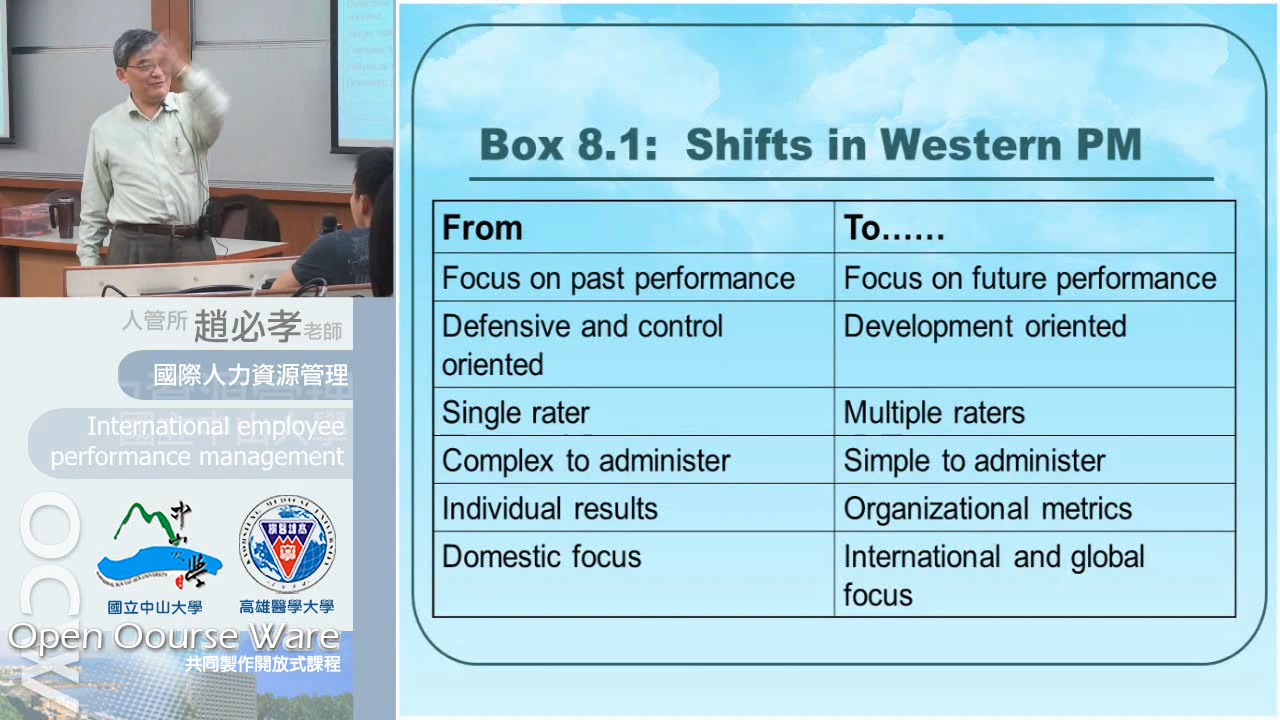 人管所 趙必孝老師
國際人力資源管理
International employee
performance management
OCW
國立中山大學
高雄醫學大學
Open Oourse Ware
共同製作開放式課程
Box 8.1: Shifts in Western PM
From To......
Focus on past performance Focus on future performance
Defensive and control Development oriented
oriented
Single rater Multiple raters
Complex to administer Simple to administer
Individual results Organizational metrics
Domestic focus International and global
focus